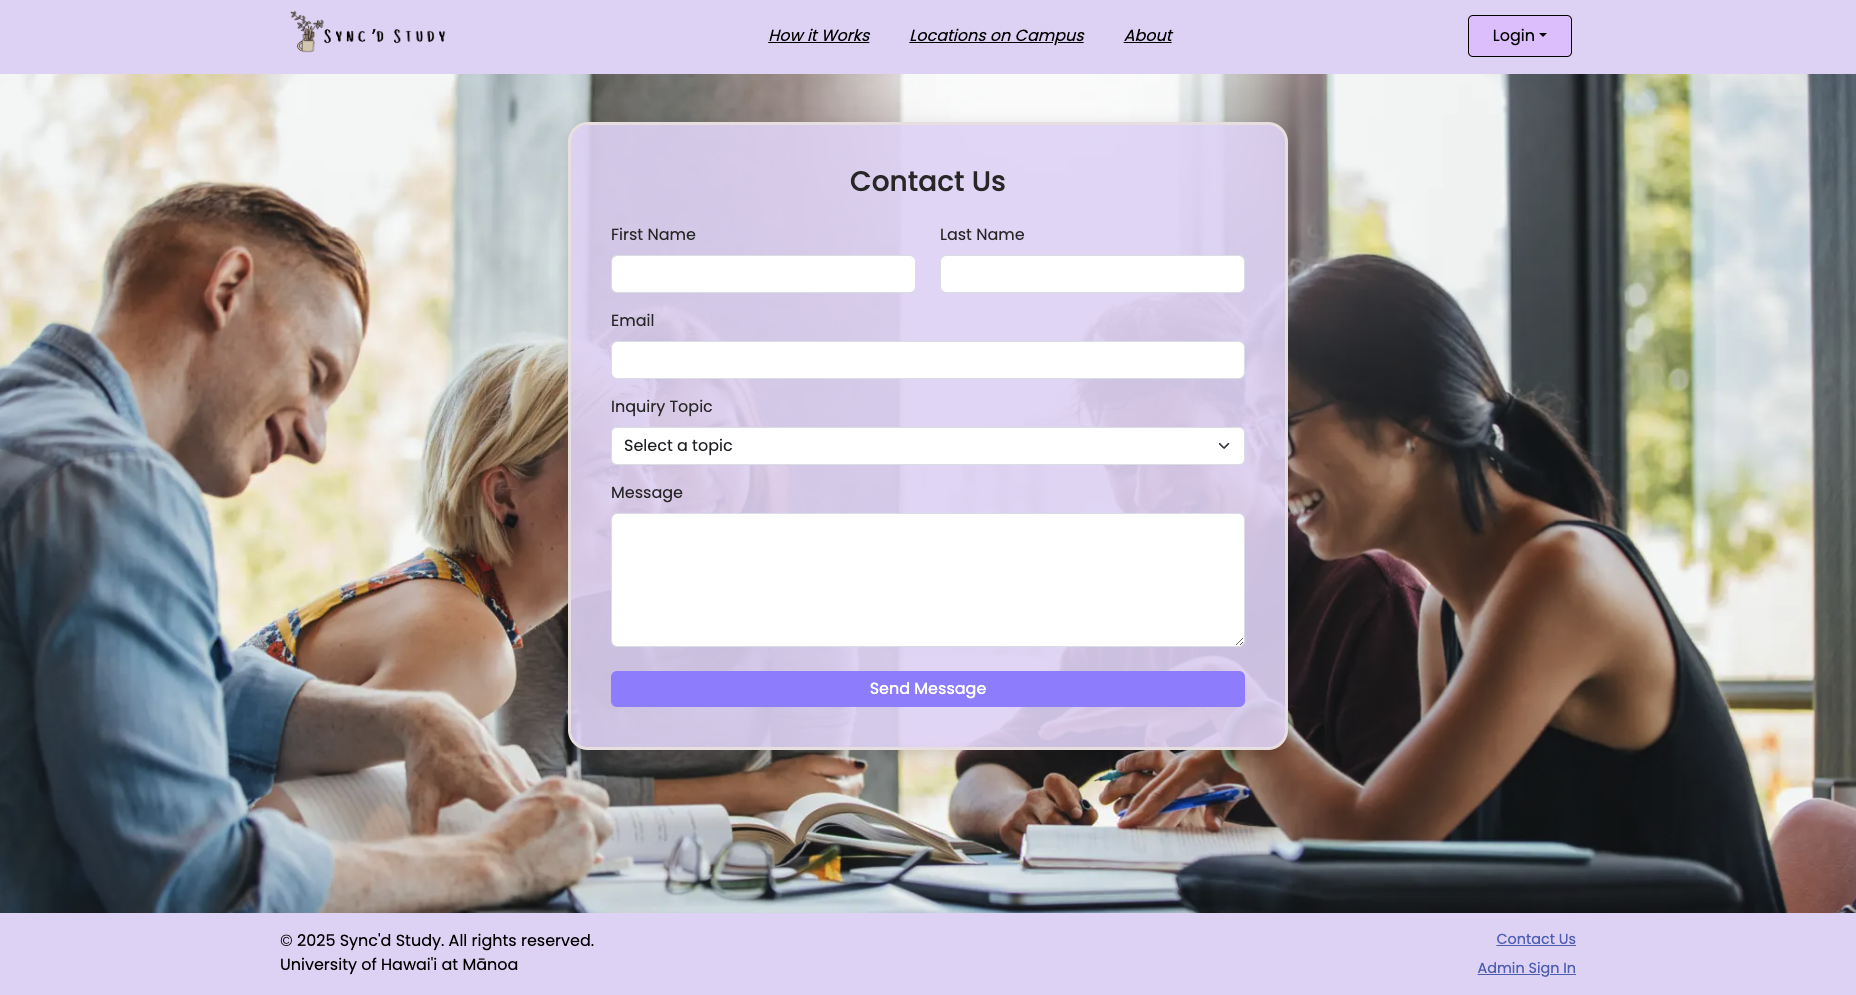 Sync'd Study
How it Works
Locations on Campus
About
Login
Contact Us
First Name
Last Name
Email
Inquiry Topic
Select a topic
Message
Send Message
© 2025 Sync'd Study. All rights reserved.
University of Hawai'i at Mānoa
Contact Us
Admin Sign In